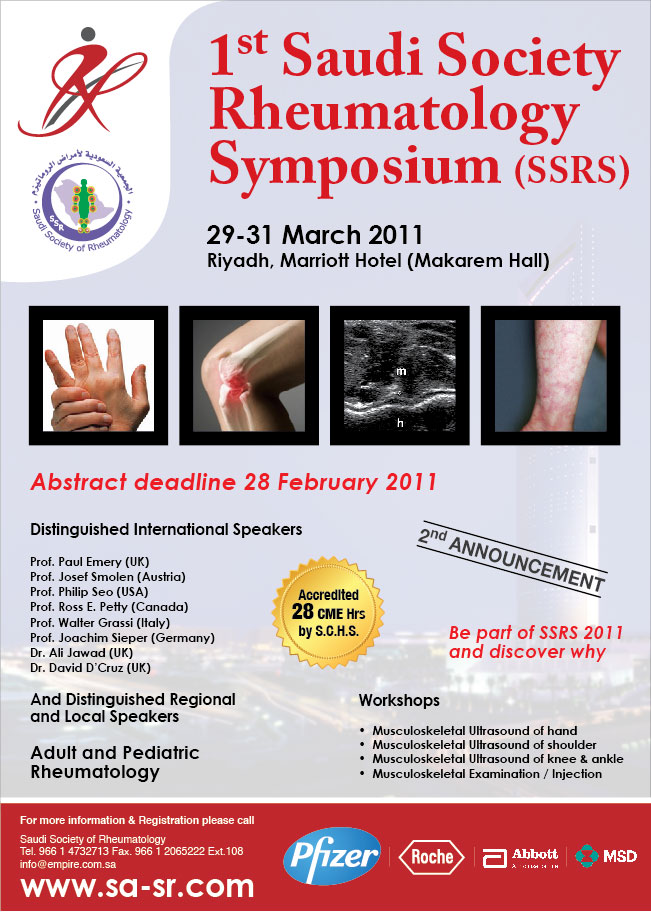 1st Saudi Society
Rheumatology
Symposium (SSRS)
الجمعية السعودية لأمراض الروماتيزم
SSR
Saudi Society of Rheumatology
29-31 March 2011
Riyadh, Marriott Hotel (Makarem Hall)
m
h
Abstract deadline 28 February 2011
Distinguished International Speakers
Prof. Paul Emery (UK)
Prof. Josef Smolen (Austria)
Prof. Philip Seo (USA)
Prof. Ross E. Petty (Canada)
Prof. Walter Grassi (Italy)
Prof. Joachim Sieper (Germany)
Dr. Ali Jawad (UK)
Dr. David D'Cruz (UK)
Accredited
28 CME Hrs
by S.C.H.S.
2nd ANNOUNCEMENT
Be part of SSRS 2011
and discover why
And Distinguished Regional
and Local Speakers
Adult and Pediatric
Rheumatology
Workshops
• Musculoskeletal Ultrasound of hand
• Musculoskeletal Ultrasound of shoulder
• Musculoskeletal Ultrasound of knee & ankle
• Musculoskeletal Examination / Injection
For more information & Registration please call
Saudi Society of Rheumatology
Tel. 966 1 4732713 Fax. 966 1 2065222 Ext.108
info@empire.com.sa
www.sa-sr.com
Pfizer
Roche
Abbott
MSD